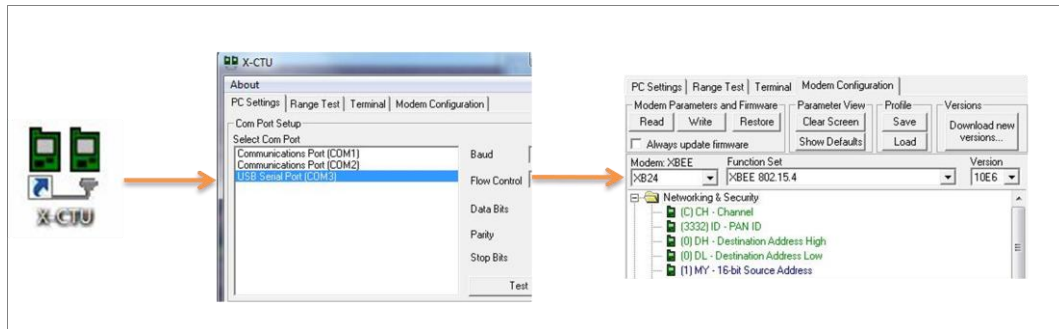 X-CTU
X-CTU
About
PC Settings Range Test Terminal Modem Configuration
Com Port Setup
Select Com Port
Communications Port (COM1)
Communications Port (COM2)
USB Serial Port (COM3)
Baud
Flow Control
Data Bits
Parity
Stop Bits
Test
PC Settings Range Test Terminal Modem Configuration
Modem Parameters and Firmware Parameter View Profile Versions
Read Write Restore Clear Screen Save Download new versions...
Always update firmware Show Defaults Load
Modem: XBEE Function Set Version
XB24 XBEE 802.15.4 10E6
Networking & Security
(C) CH - Channel
(3332) ID - PAN ID
(0) DH - Destination Address High
(0) DL - Destination Address Low
(1) MY - 16-bit Source Address